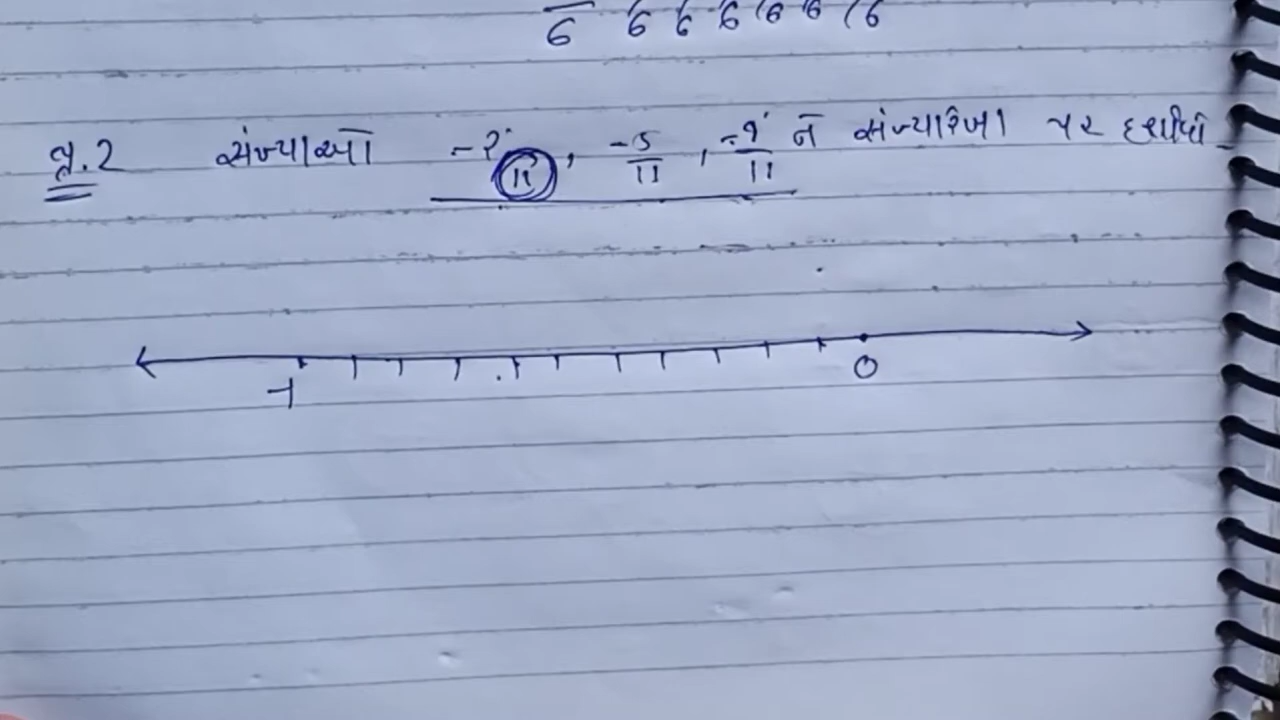 6 6 6 6 6 6 6
પ્ર.2 સંખ્યાઓ -2/11, -5/11, -9/11 ને સંખ્યારેખા પર દર્શાવો
-1 0